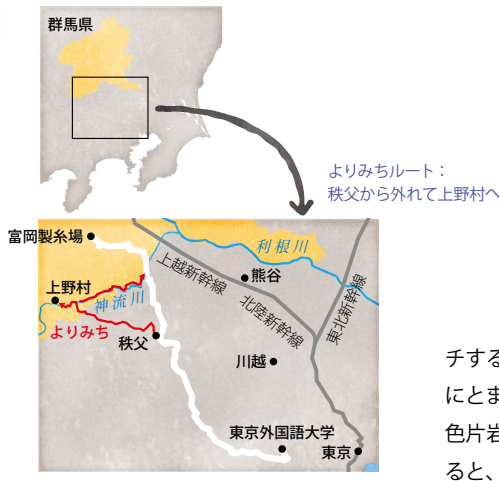 群馬県
よりみちルート：
秩父から外れて上野村へ
富岡製糸場
利根川
上越新幹線
熊谷
東北新幹線
上野村
神流川
北陸新幹線
よりみち
秩父
川越
東京外国語大学
東京
チする
にとま
色片岩
ると、